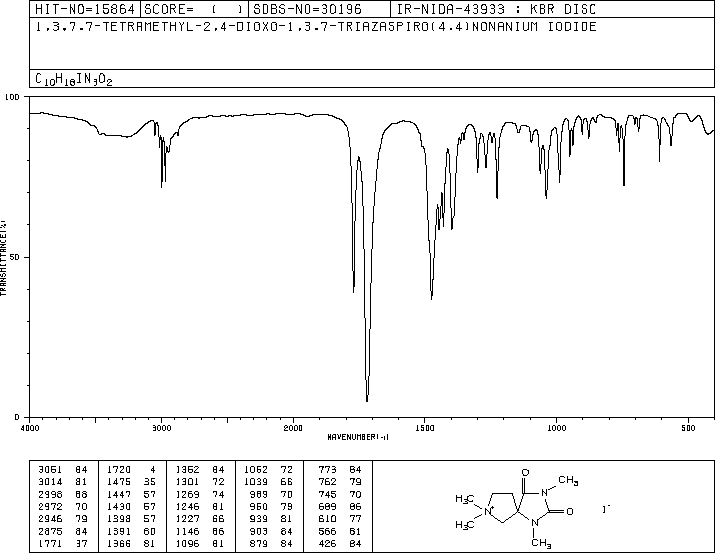 HIT-NO=15864 SCORE= ( ) SDBS-NO=30196 IR-NIDA-43933 : KBR DISC
1,3,7,7-TETRAMETHYL-2,4-DIOXO-1,3,7-TRIAZASPIRO(4.4)NONANIUM IODIDE
C10H18IN3O2
100
50
0
TRANSMITTANCE(%)
4000 3000 2000 1500 1000 500
WAVENUMBER(-1)
3061 84 1720 4 1362 84 1062 72 773 84
3014 81 1475 35 1301 72 1039 66 762 79
2998 68 1447 57 1269 74 989 70 745 70
2972 70 1430 57 1246 81 950 79 689 86
2946 79 1398 57 1227 66 939 81 610 77
2875 84 1391 60 1146 86 903 84 566 81
1771 37 1366 81 1096 81 879 84 426 84
O
CH3
N
H3C
N+
O
I-
H3C
N
CH3